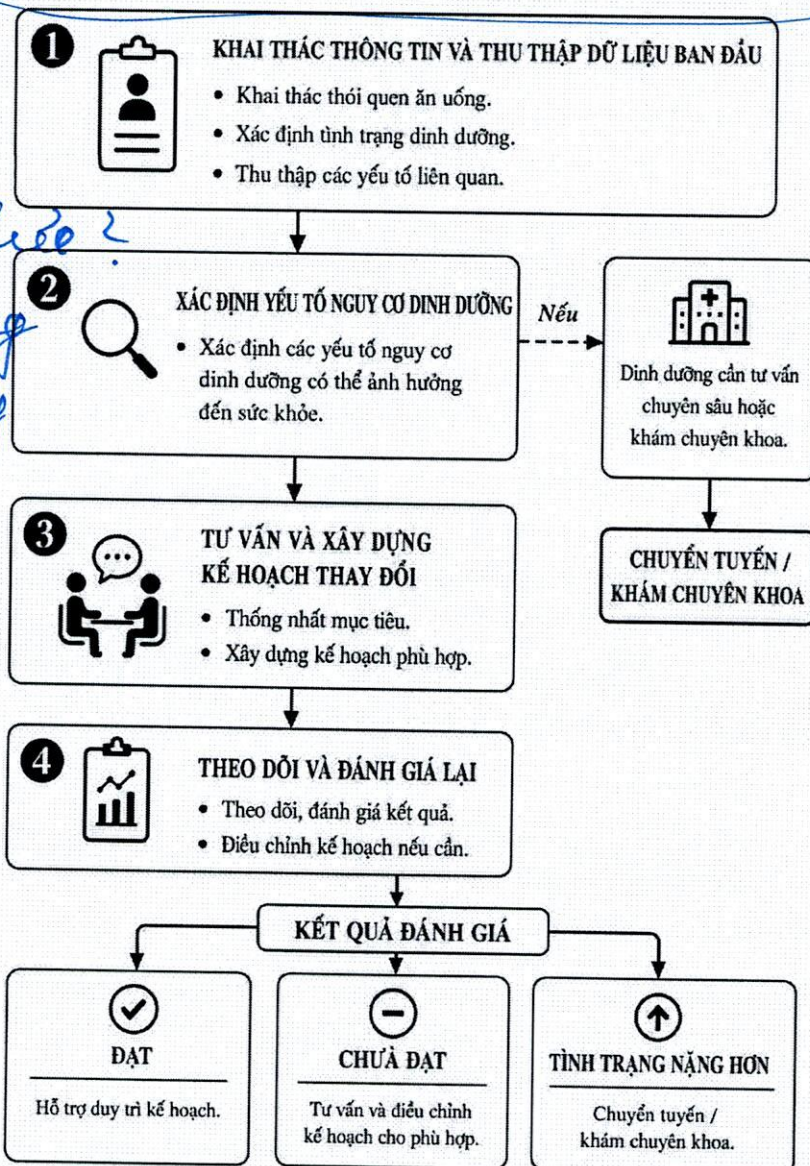 1
KHAI THÁC THÔNG TIN VÀ THU THẬP DỮ LIỆU BAN ĐẦU
• Khai thác thói quen ăn uống.
• Xác định tình trạng dinh dưỡng.
• Thu thập các yếu tố liên quan.
2
XÁC ĐỊNH YẾU TỐ NGUY CƠ DINH DƯỠNG
• Xác định các yếu tố nguy cơ
dinh dưỡng có thể ảnh hưởng
đến sức khỏe.
Nếu
Dinh dưỡng cần tư vấn
chuyên sâu hoặc
khám chuyên khoa.
CHUYỂN TUYẾN /
KHÁM CHUYÊN KHOA
3
TƯ VẤN VÀ XÂY DỰNG
KẾ HOẠCH THAY ĐỔI
• Thống nhất mục tiêu.
• Xây dựng kế hoạch phù hợp.
4
THEO DÕI VÀ ĐÁNH GIÁ LẠI
• Theo dõi, đánh giá kết quả.
• Điều chỉnh kế hoạch nếu cần.
KẾT QUẢ ĐÁNH GIÁ
ĐẠT
Hỗ trợ duy trì kế hoạch.
CHƯA ĐẠT
Tư vấn và điều chỉnh
kế hoạch cho phù hợp.
TÌNH TRẠNG NẶNG HƠN
Chuyển tuyến /
khám chuyên khoa.